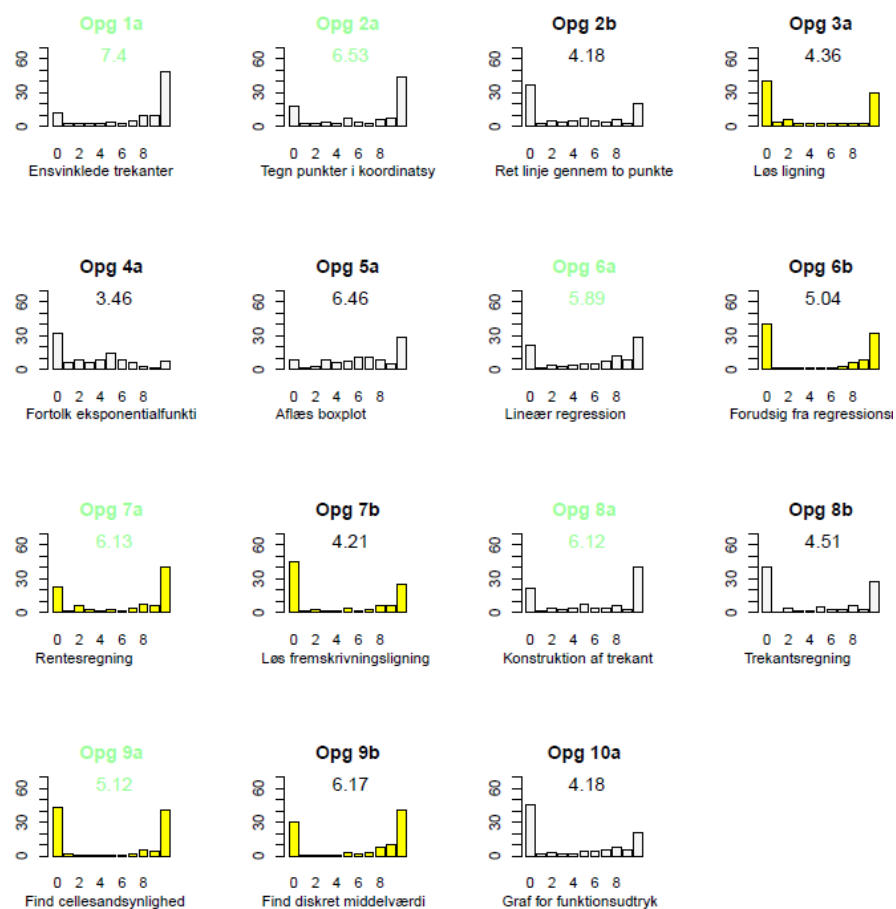 Opg 1a
7.4
60
30
0
0 2 4 6 8
Ensvinklede trekanter
Opg 2a
6.53
60
30
0
0 2 4 6 8
Tegn punkter i koordinatsy
Opg 2b
4.18
60
30
0
0 2 4 6 8
Ret linje gennem to punkte
Opg 3a
4.36
60
30
0
0 2 4 6 8
Løs ligning
Opg 4a
3.46
60
30
0
0 2 4 6 8
Fortolk eksponentialfunkti
Opg 5a
6.46
60
30
0
0 2 4 6 8
Aflæs boxplot
Opg 6a
5.89
60
30
0
0 2 4 6 8
Lineær regression
Opg 6b
5.04
60
30
0
0 2 4 6 8
Forudsig fra regressions
Opg 7a
6.13
60
30
0
0 2 4 6 8
Rentesregning
Opg 7b
4.21
60
30
0
0 2 4 6 8
Løs fremskrivningsligning
Opg 8a
6.12
60
30
0
0 2 4 6 8
Konstruktion af trekant
Opg 8b
4.51
60
30
0
0 2 4 6 8
Trekantsregning
Opg 9a
5.12
60
30
0
0 2 4 6 8
Find cellesandsynlighed
Opg 9b
6.17
60
30
0
0 2 4 6 8
Find diskret middelværdi
Opg 10a
4.18
60
30
0
0 2 4 6 8
Graf for funktionsudtryk